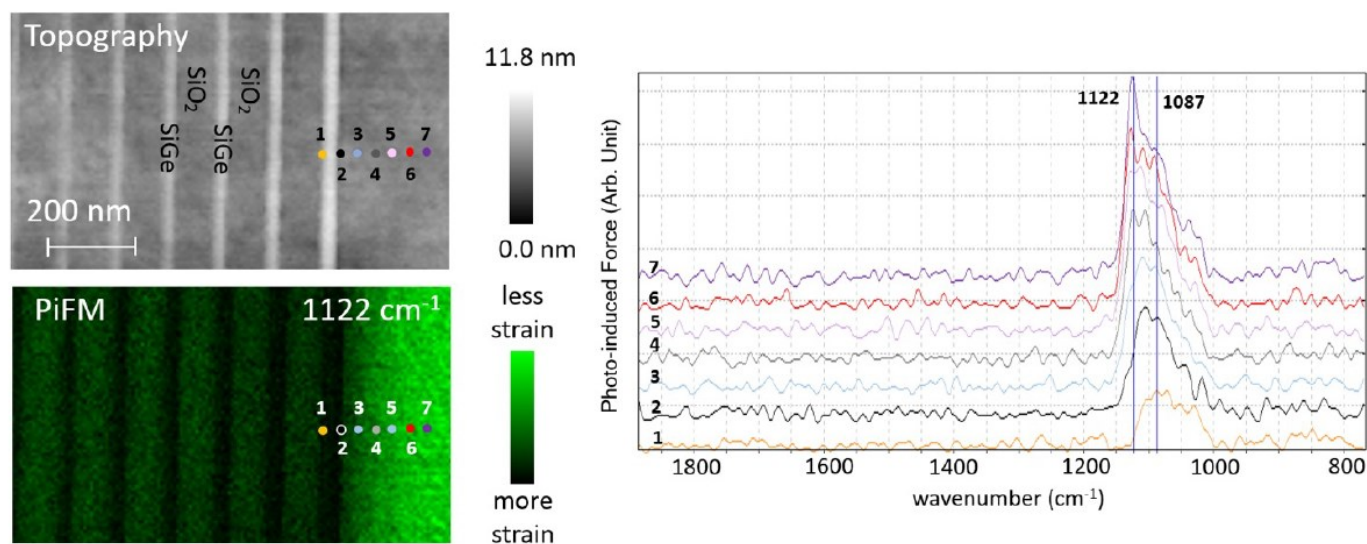 Topography
SiO2
SiO2
SiGe
SiGe
1 3 5 7
2 4 6
200 nm
11.8 nm
0.0 nm
PiFM 1122 cm-1
1 3 5 7
2 4 6
less
strain
more
strain
Photo-induced Force (Arb. Unit)
1122 1087
7
6
5
4
3
2
1
1800 1600 1400 1200 1000 800
wavenumber (cm-1)